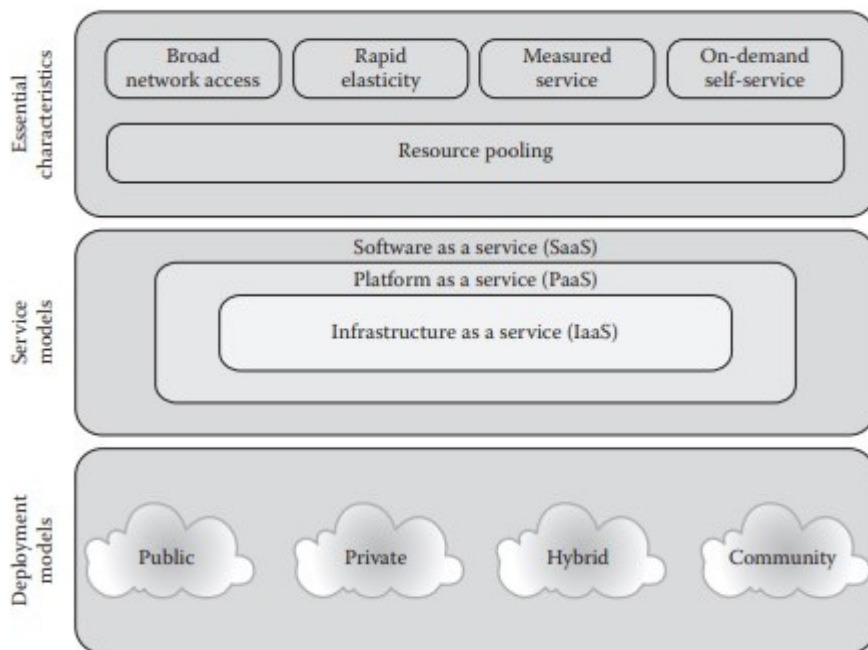 Essential
characteristics
Broad
network access
Rapid
elasticity
Measured
service
On-demand
self-service
Resource pooling
Service
models
Software as a service (SaaS)
Platform as a service (PaaS)
Infrastructure as a service (IaaS)
Deployment
models
Public
Private
Hybrid
Community